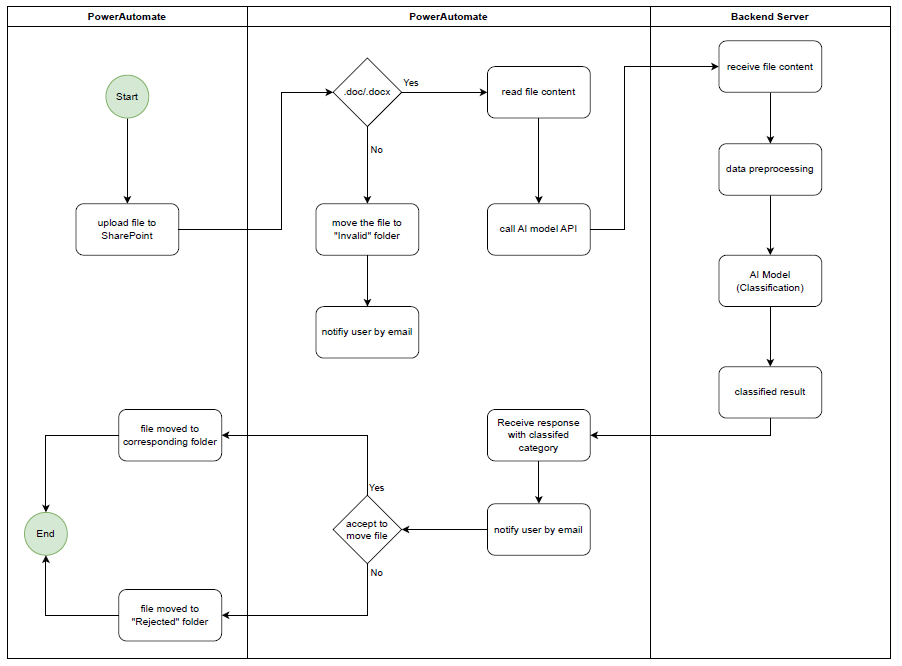 PowerAutomate
PowerAutomate
Backend Server
Start
upload file to
SharePoint
.doc/.docx
Yes
No
read file content
move the file to
"Invalid" folder
call AI model API
notifiy user by email
receive file content
data preprocessing
AI Model
(Classification)
classified result
Receive response
with classifed
category
notify user by email
accept to
move file
Yes
No
file moved to
corresponding folder
End
file moved to
"Rejected" folder